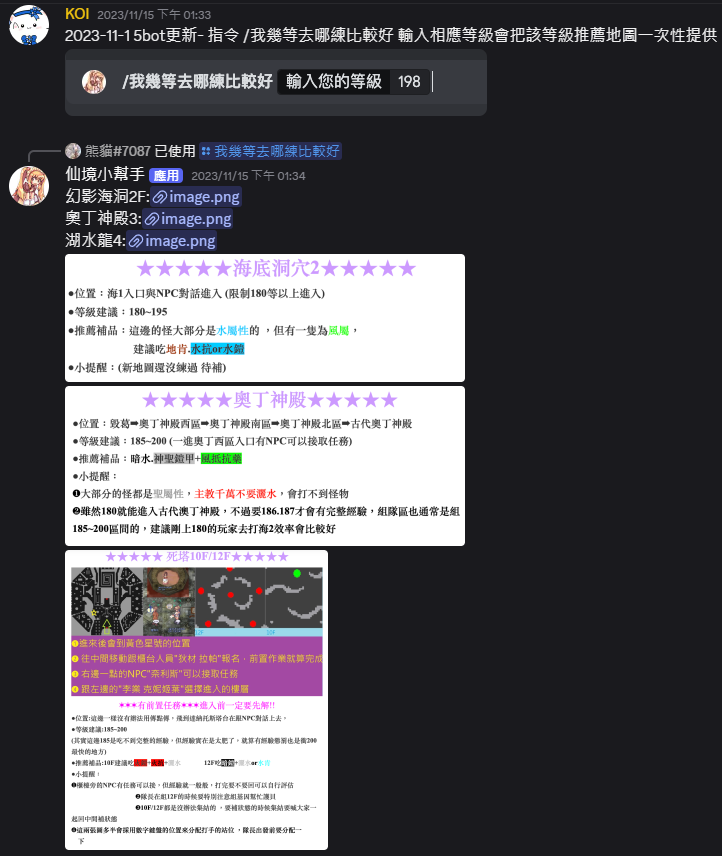 KOI 2023/11/15 下午 01:33
2023-11-1 5bot更新- 指令 /我幾等去哪練比較好 輸入相應等級會把該等級推薦地圖一次性提供
/我幾等去哪練比較好 輸入您的等級 198
熊貓#7087 已使用 我幾等去哪練比較好
仙境小幫手 應用 2023/11/15 下午 01:34
幻影海洞2F: image.png
奧丁神殿3: image.png
湖水龍4: image.png
★★★★★海底洞穴2★★★★★
●位置：海1入口與NPC對話進入 (限制180等以上進入)
●等級建議：180~195
●推薦補品：這邊的怪大部分是水屬性的 ，但有一隻為風屬，
建議吃地肯.水抗or水鎧
●小提醒：(新地圖還沒練過 待補)
★★★★★奧丁神殿★★★★★
●位置：毀葛➡奧丁神殿西區➡奧丁神殿南區➡奧丁神殿北區➡古代奧丁神殿
●等級建議：185~200 (一進奧丁西區入口有NPC可以接取任務)
●推薦補品：暗水.神聖鎧甲+風抵抗藥
●小提醒：
❶大部分的怪都是聖屬性，主教千萬不要灑水，會打不到怪物
❷雖然180就能進入古代奧丁神殿，不過要186.187才會有完整經驗，組隊區也通常是組
185~200區間的，建議剛上180的玩家去打海2效率會比較好
★★★★★ 死塔10F/12F★★★★★
12F 10F
❶進來後會到黃色星號的位置
❷往中間移動跟櫃台人員"狄材 拉帕"報名，前置作業就算完成
❸右邊一點的NPC"奈利斯"可以接取任務
❹跟左邊的"李業 克妮姬葉"選擇進入的樓層
✶✶✶有前異任務✶✶✶進入前一定要先解!!
●位置:這邊一樣沒有辦法用傳點傳，飛到達納托斯塔台在跟NPC對話上去。
●等級建議:185~200
(其實這邊185是吃不到完整的經驗，但經驗實在是太肥了，就算有經驗懲罰也是衝200
最快的地方)
●推薦補品:10F建議吃 +灑水 12F吃暗鎧+灑水or水肯
●小提醒。
❶櫃檯旁的NPC有任務可以接，但經驗就一般般，打完要不要回可以自行評估
❷隊長在組12F的時候要特別注意組基因幫忙護貝
❸10F/12F都是沒辦法集結的 ，要補狀態的時候集結要喊大家一
起回中間補狀態
❹這兩張圖多半會採用數字鍵盤的位置來分配打手的站位 ，隊長出發前要分配一
下